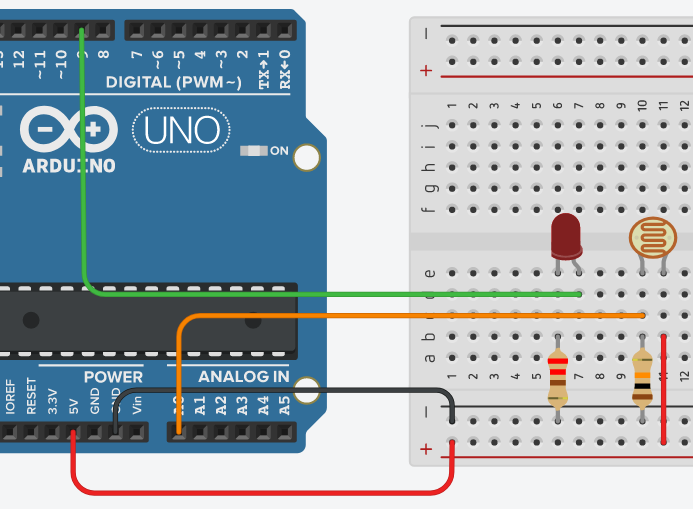 12
~11
~10
8
7
~6
~5
4
~3
2
TX→1
RX←0
DIGITAL (PWM~)
UNO
ARDUINO
ON
IOREF
RESET
3.3V
5V
GND
GND
Vin
POWER
ANALOG IN
A0
A1
A2
A3
A4
A5
−
+
1 2 3 4 5 6 7 8 9 10 11 12
j
i
h
g
f
e
b
a
1 2 3 4 5 6 7 8 9 10 11 12
−
+